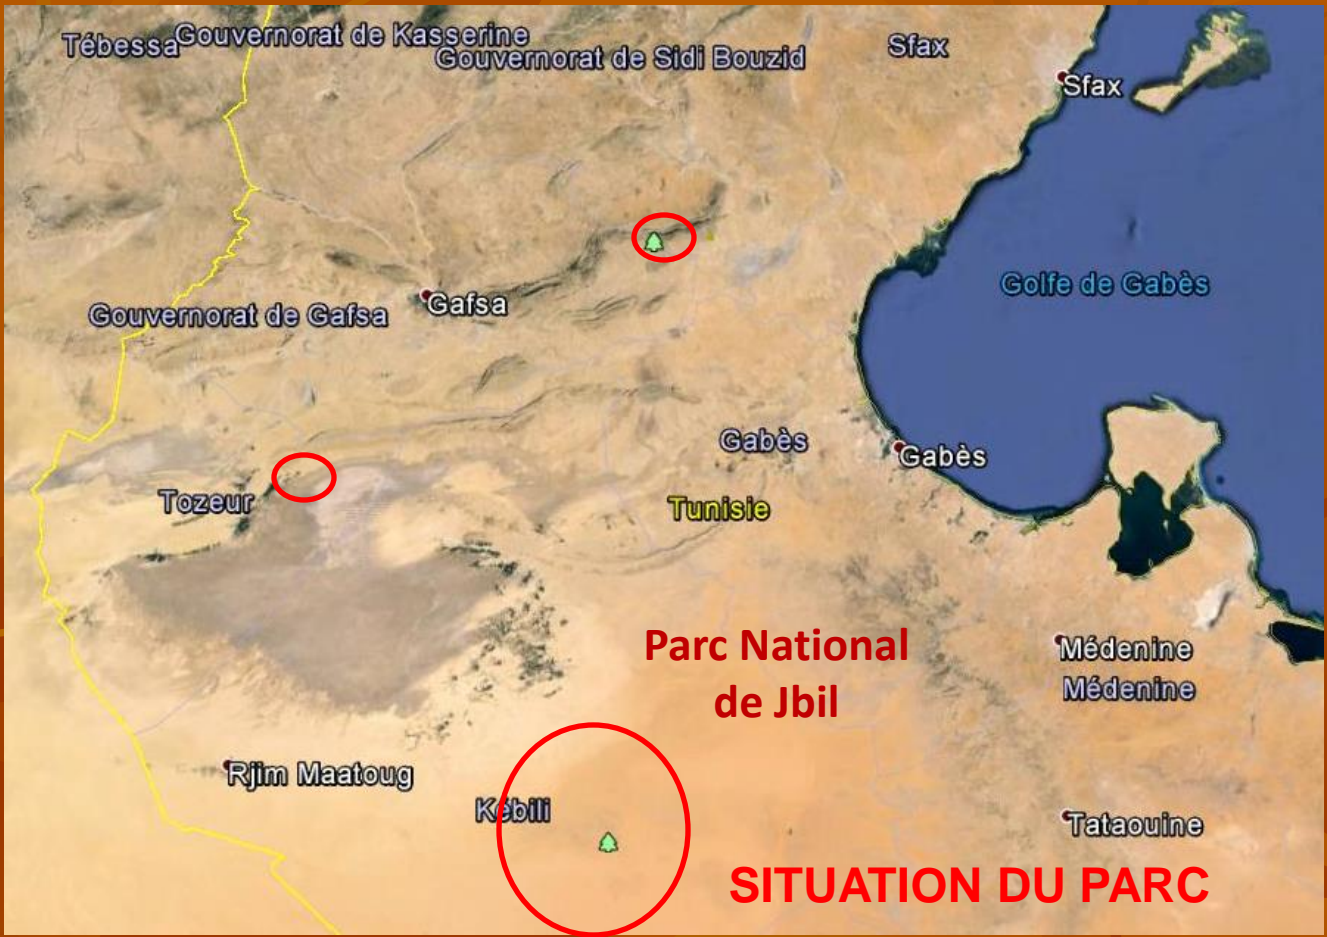 Tébessa
Gouvernorat de Kasserine
Gouvernorat de Sidi Bouzid
Sfax
Sfax
Golfe de Gabès
Gafsa
Gouvernorat de Gafsa
Gabès
Gabès
Tozeur
Tunisie
Parc National
de Jbil
Médenine
Médenine
Rjim Maatoug
Kébili
Tataouine
SITUATION DU PARC